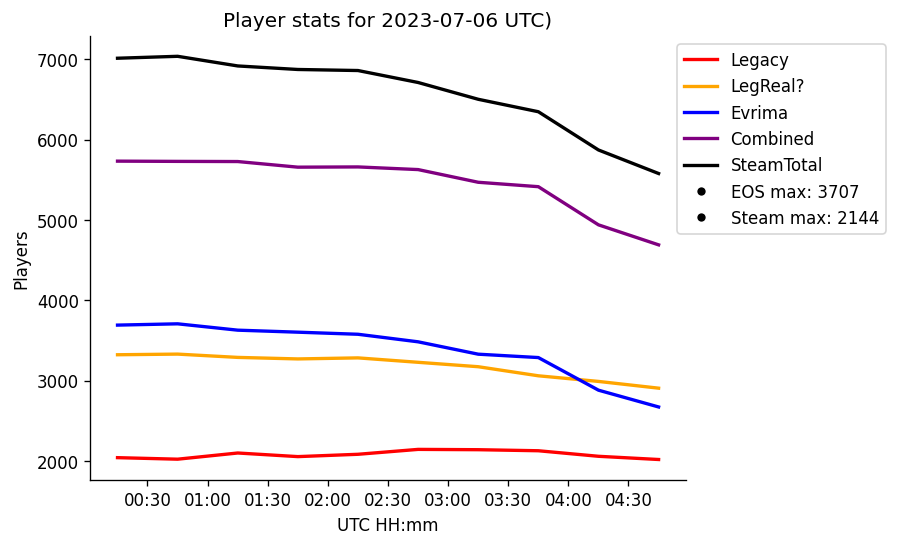 Player stats for 2023-07-06 UTC)
7000
6000
5000
4000
3000
2000
Players
00:30 01:00 01:30 02:00 02:30 03:00 03:30 04:00 04:30
UTC HH:mm
Legacy
LegReal?
Evrima
Combined
SteamTotal
EOS max: 3707
Steam max: 2144